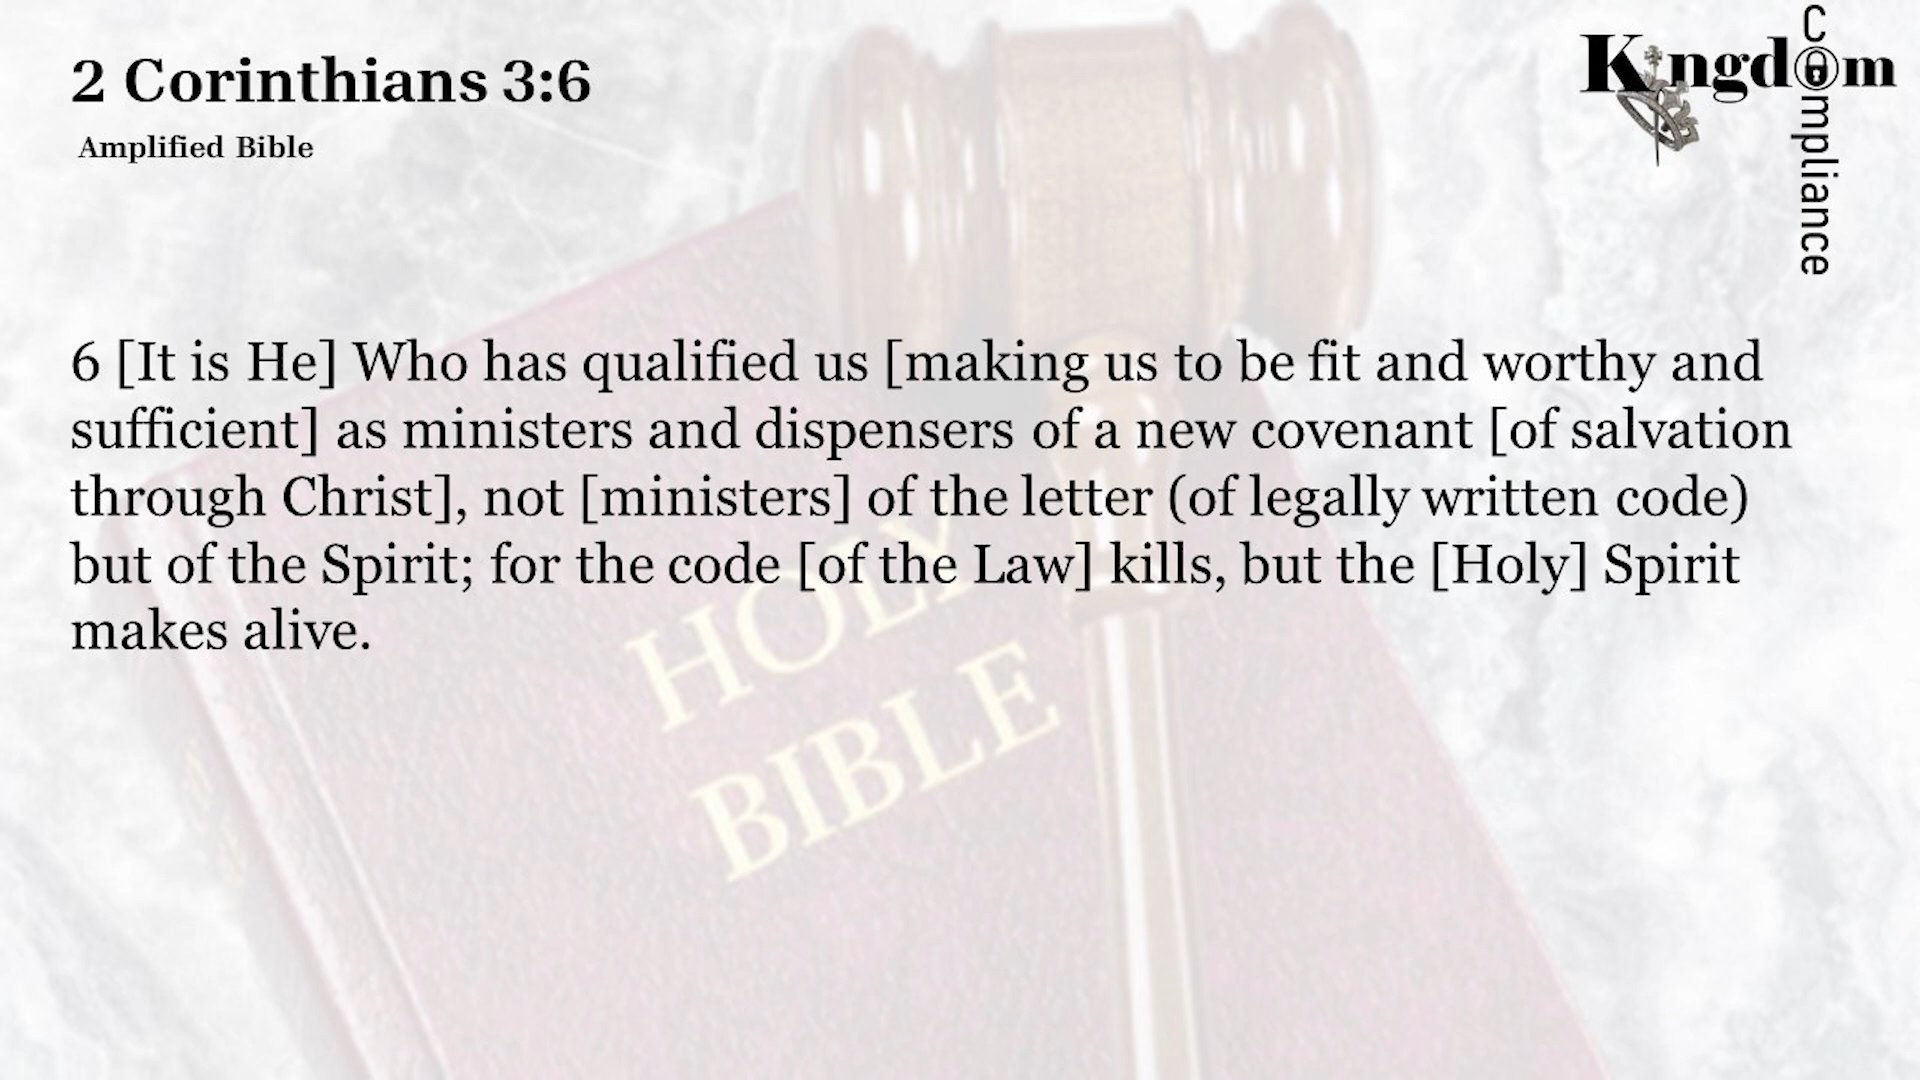 2 Corinthians 3:6
Amplified Bible
Kingdom
Compliance
6 [It is He] Who has qualified us [making us to be fit and worthy and
sufficient] as ministers and dispensers of a new covenant [of salvation
through Christ], not [ministers] of the letter (of legally written code)
but of the Spirit; for the code [of the Law] kills, but the [Holy] Spirit
makes alive.
HOLY
BIBLE